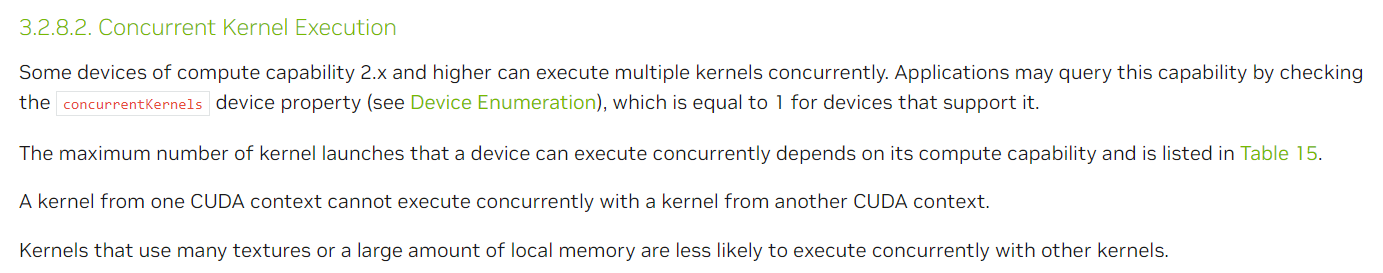 3.2.8.2. Concurrent Kernel Execution
Some devices of compute capability 2.x and higher can execute multiple kernels concurrently. Applications may query this capability by checking
the concurrentKernels device property (see Device Enumeration), which is equal to 1 for devices that support it.
The maximum number of kernel launches that a device can execute concurrently depends on its compute capability and is listed in Table 15.
A kernel from one CUDA context cannot execute concurrently with a kernel from another CUDA context.
Kernels that use many textures or a large amount of local memory are less likely to execute concurrently with other kernels.